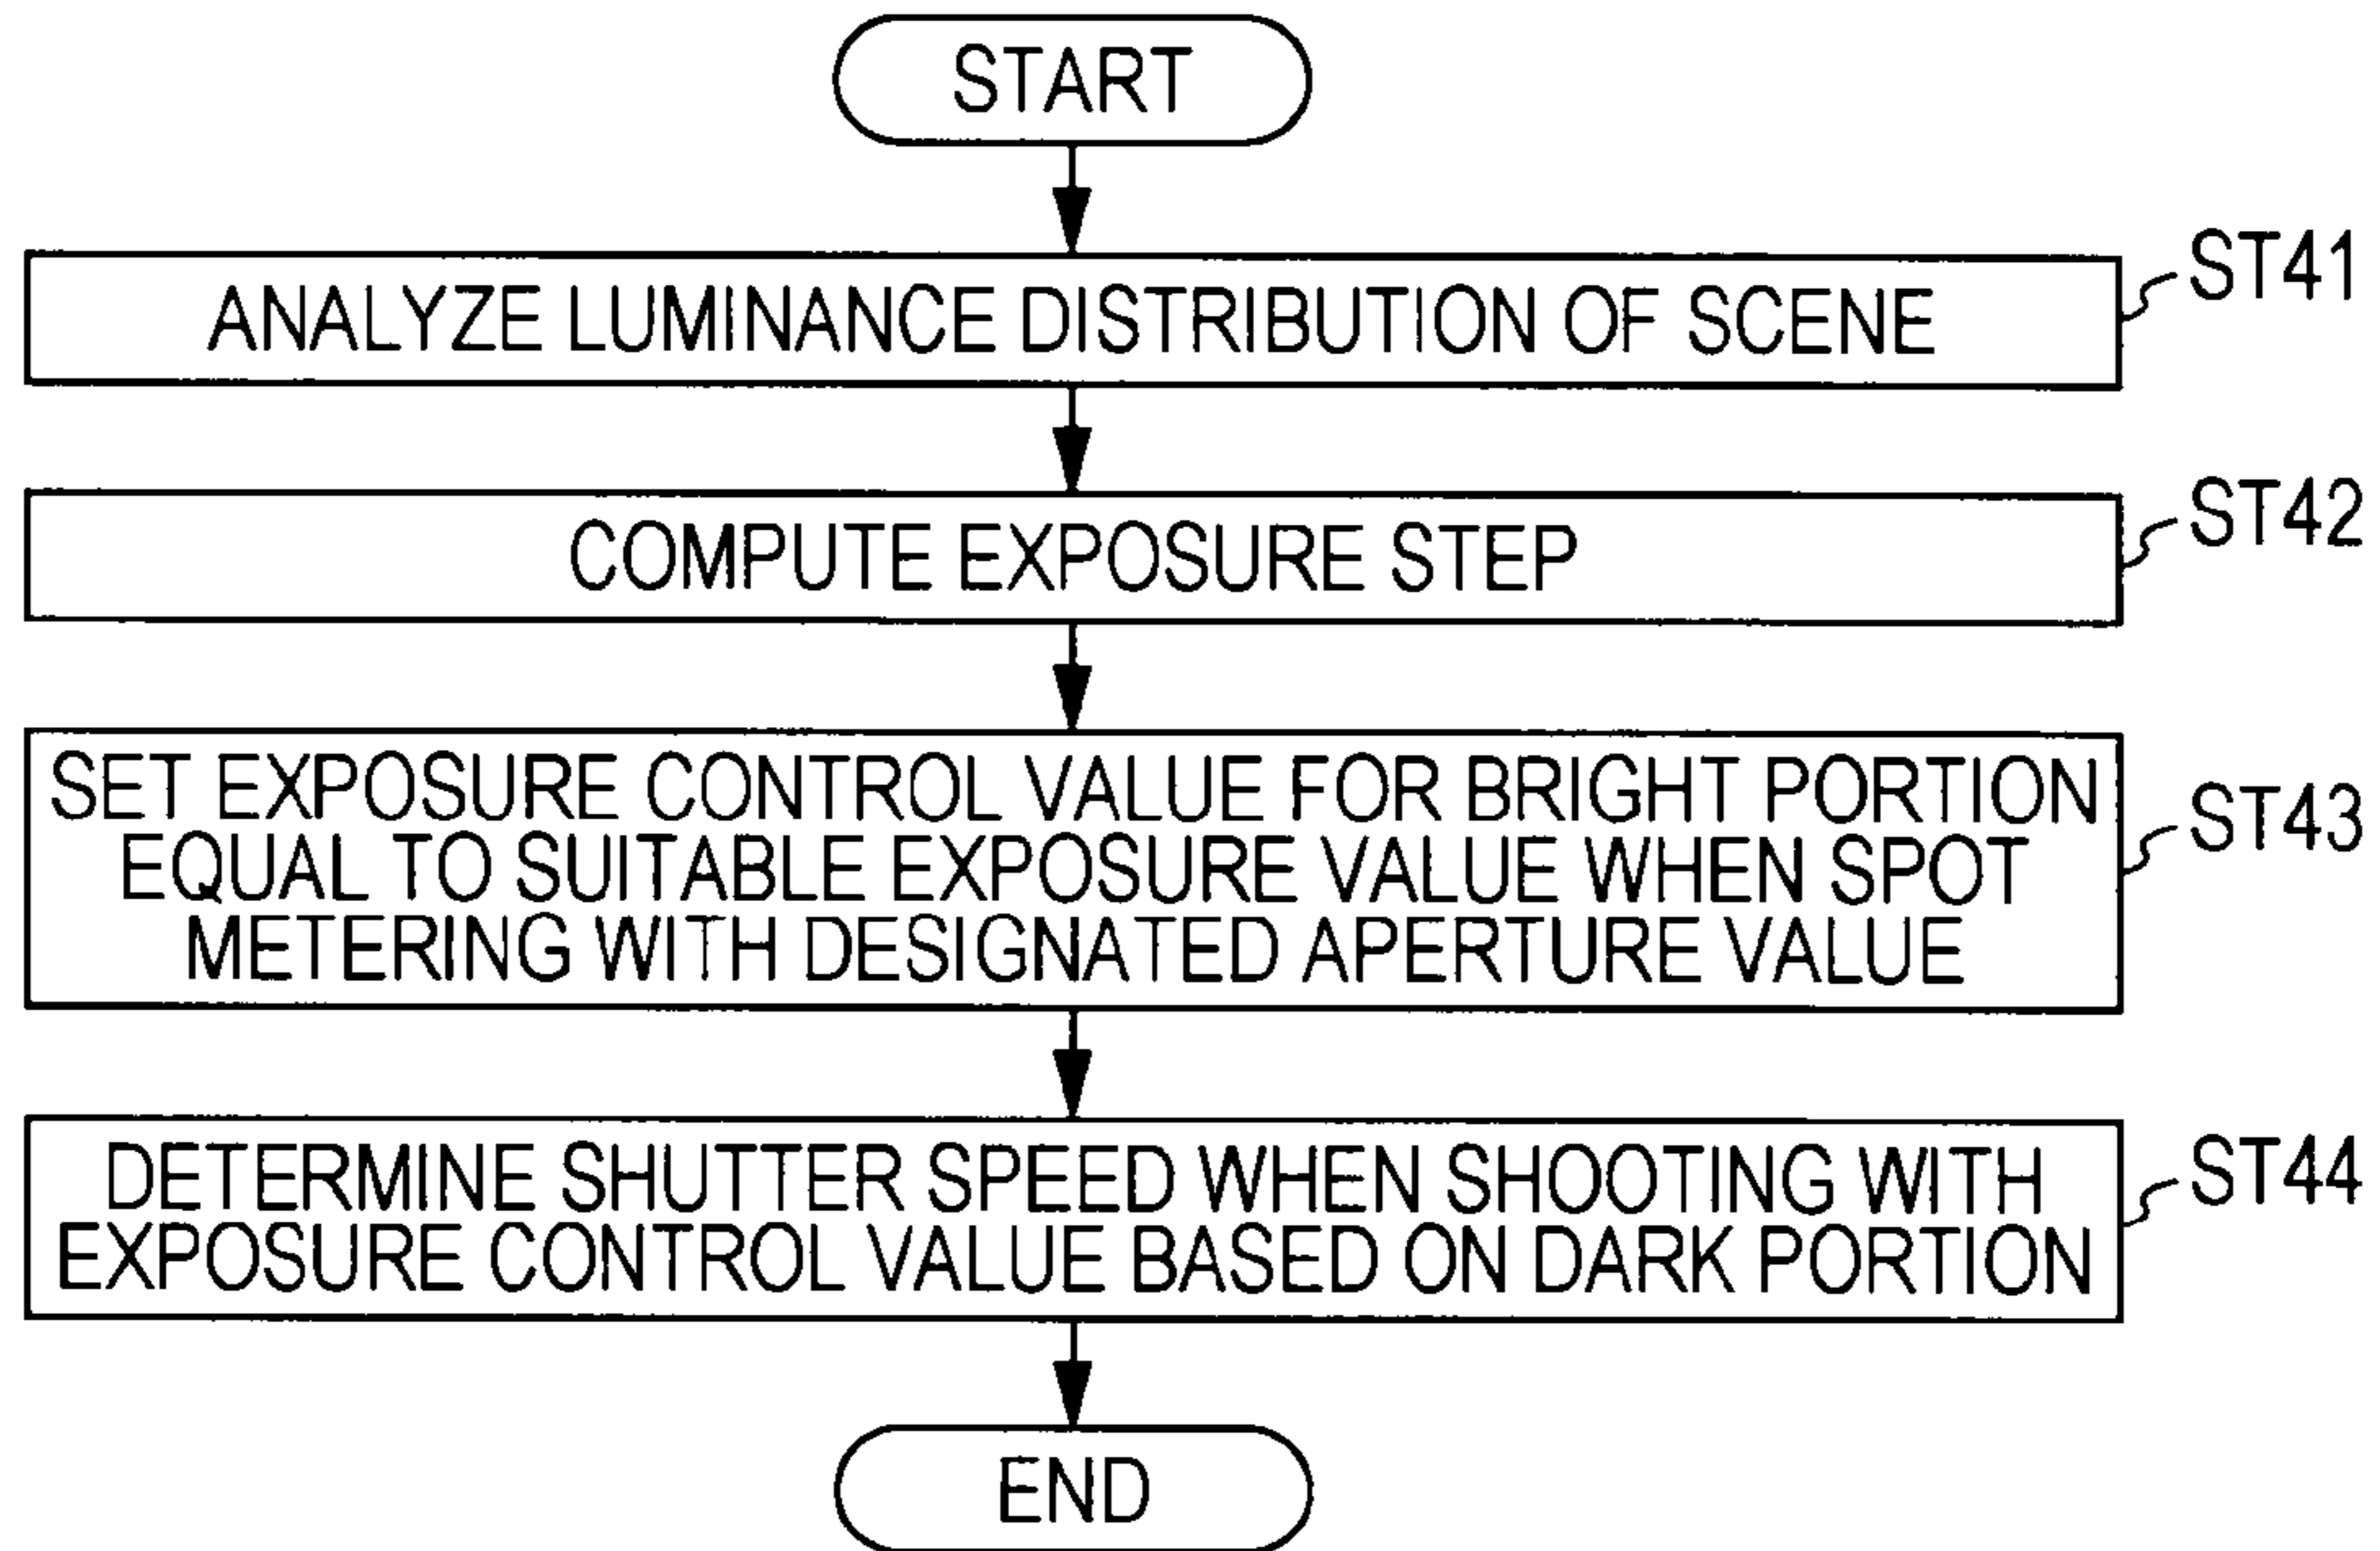 START
ANALYZE LUMINANCE DISTRIBUTION OF SCENE
ST41
COMPUTE EXPOSURE STEP
ST42
SET EXPOSURE CONTROL VALUE FOR BRIGHT PORTION
EQUAL TO SUITABLE EXPOSURE VALUE WHEN SPOT
METERING WITH DESIGNATED APERTURE VALUE
ST43
DETERMINE SHUTTER SPEED WHEN SHOOTING WITH
EXPOSURE CONTROL VALUE BASED ON DARK PORTION
ST44
END